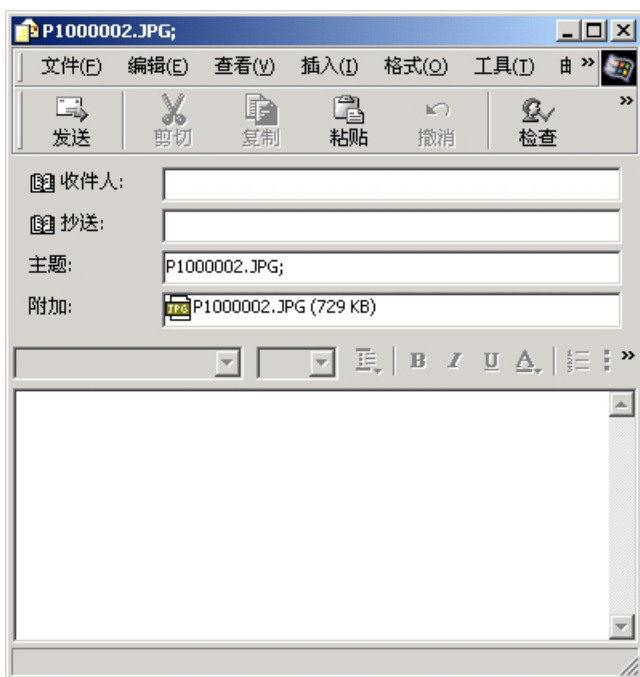 P1000002.JPG;
文件(F) 编辑(E) 查看(V) 插入(I) 格式(O) 工具(T) »
发送 剪切 复制 粘贴 撤消 检查 »
收件人:
抄送:
主题: P1000002.JPG;
附加: JPG P1000002.JPG (729 KB)
B I U A »